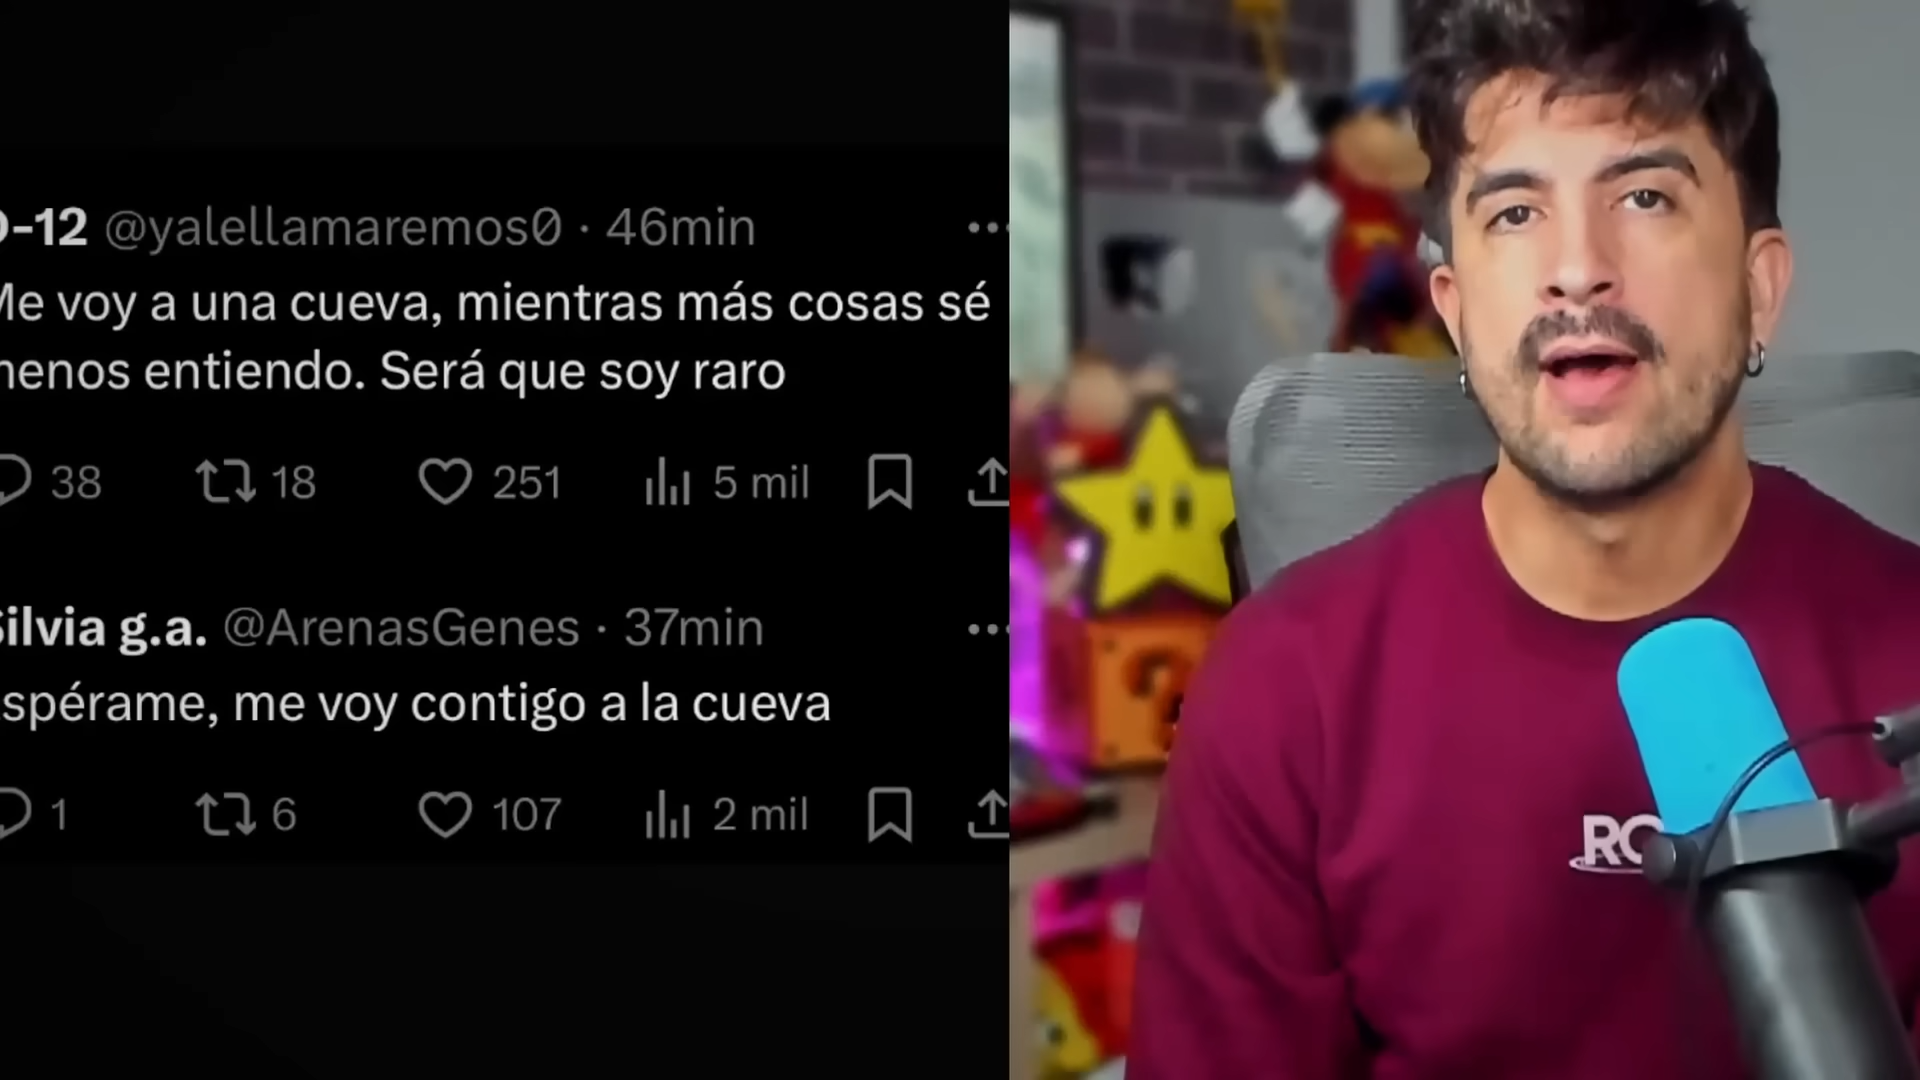 -12 @yalellamaremos0 · 46min
Me voy a una cueva, mientras más cosas sé
menos entiendo. Será que soy raro
38 18 251 5 mil
Silvia g.a. @ArenasGenes · 37min
spérame, me voy contigo a la cueva
1 6 107 2 mil
RO